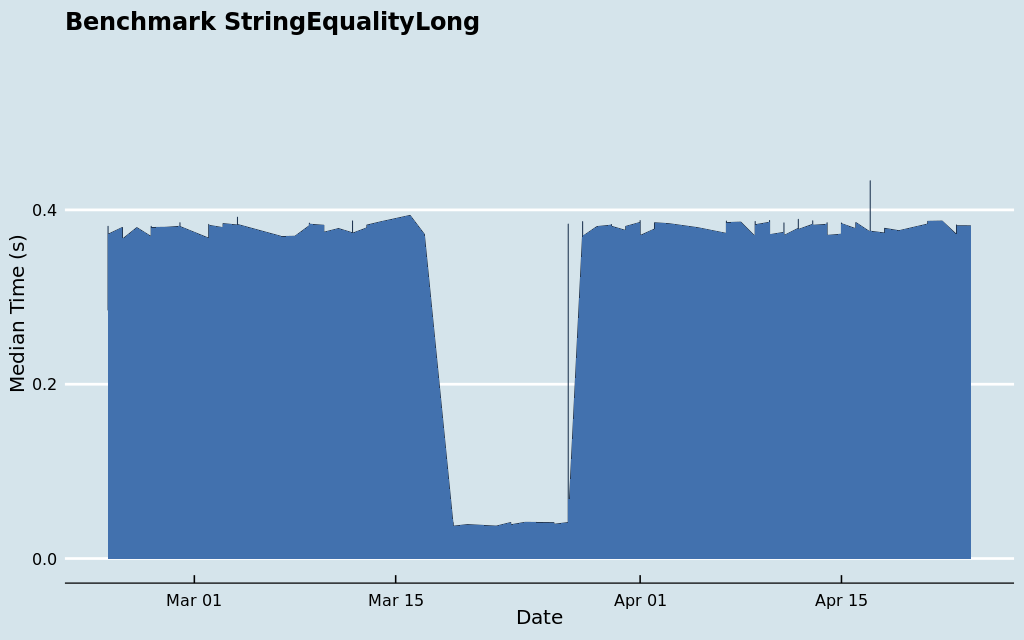 Benchmark StringEqualityLong
Median Time (s)
0.4
0.2
0.0
Mar 01
Mar 15
Apr 01
Apr 15
Date